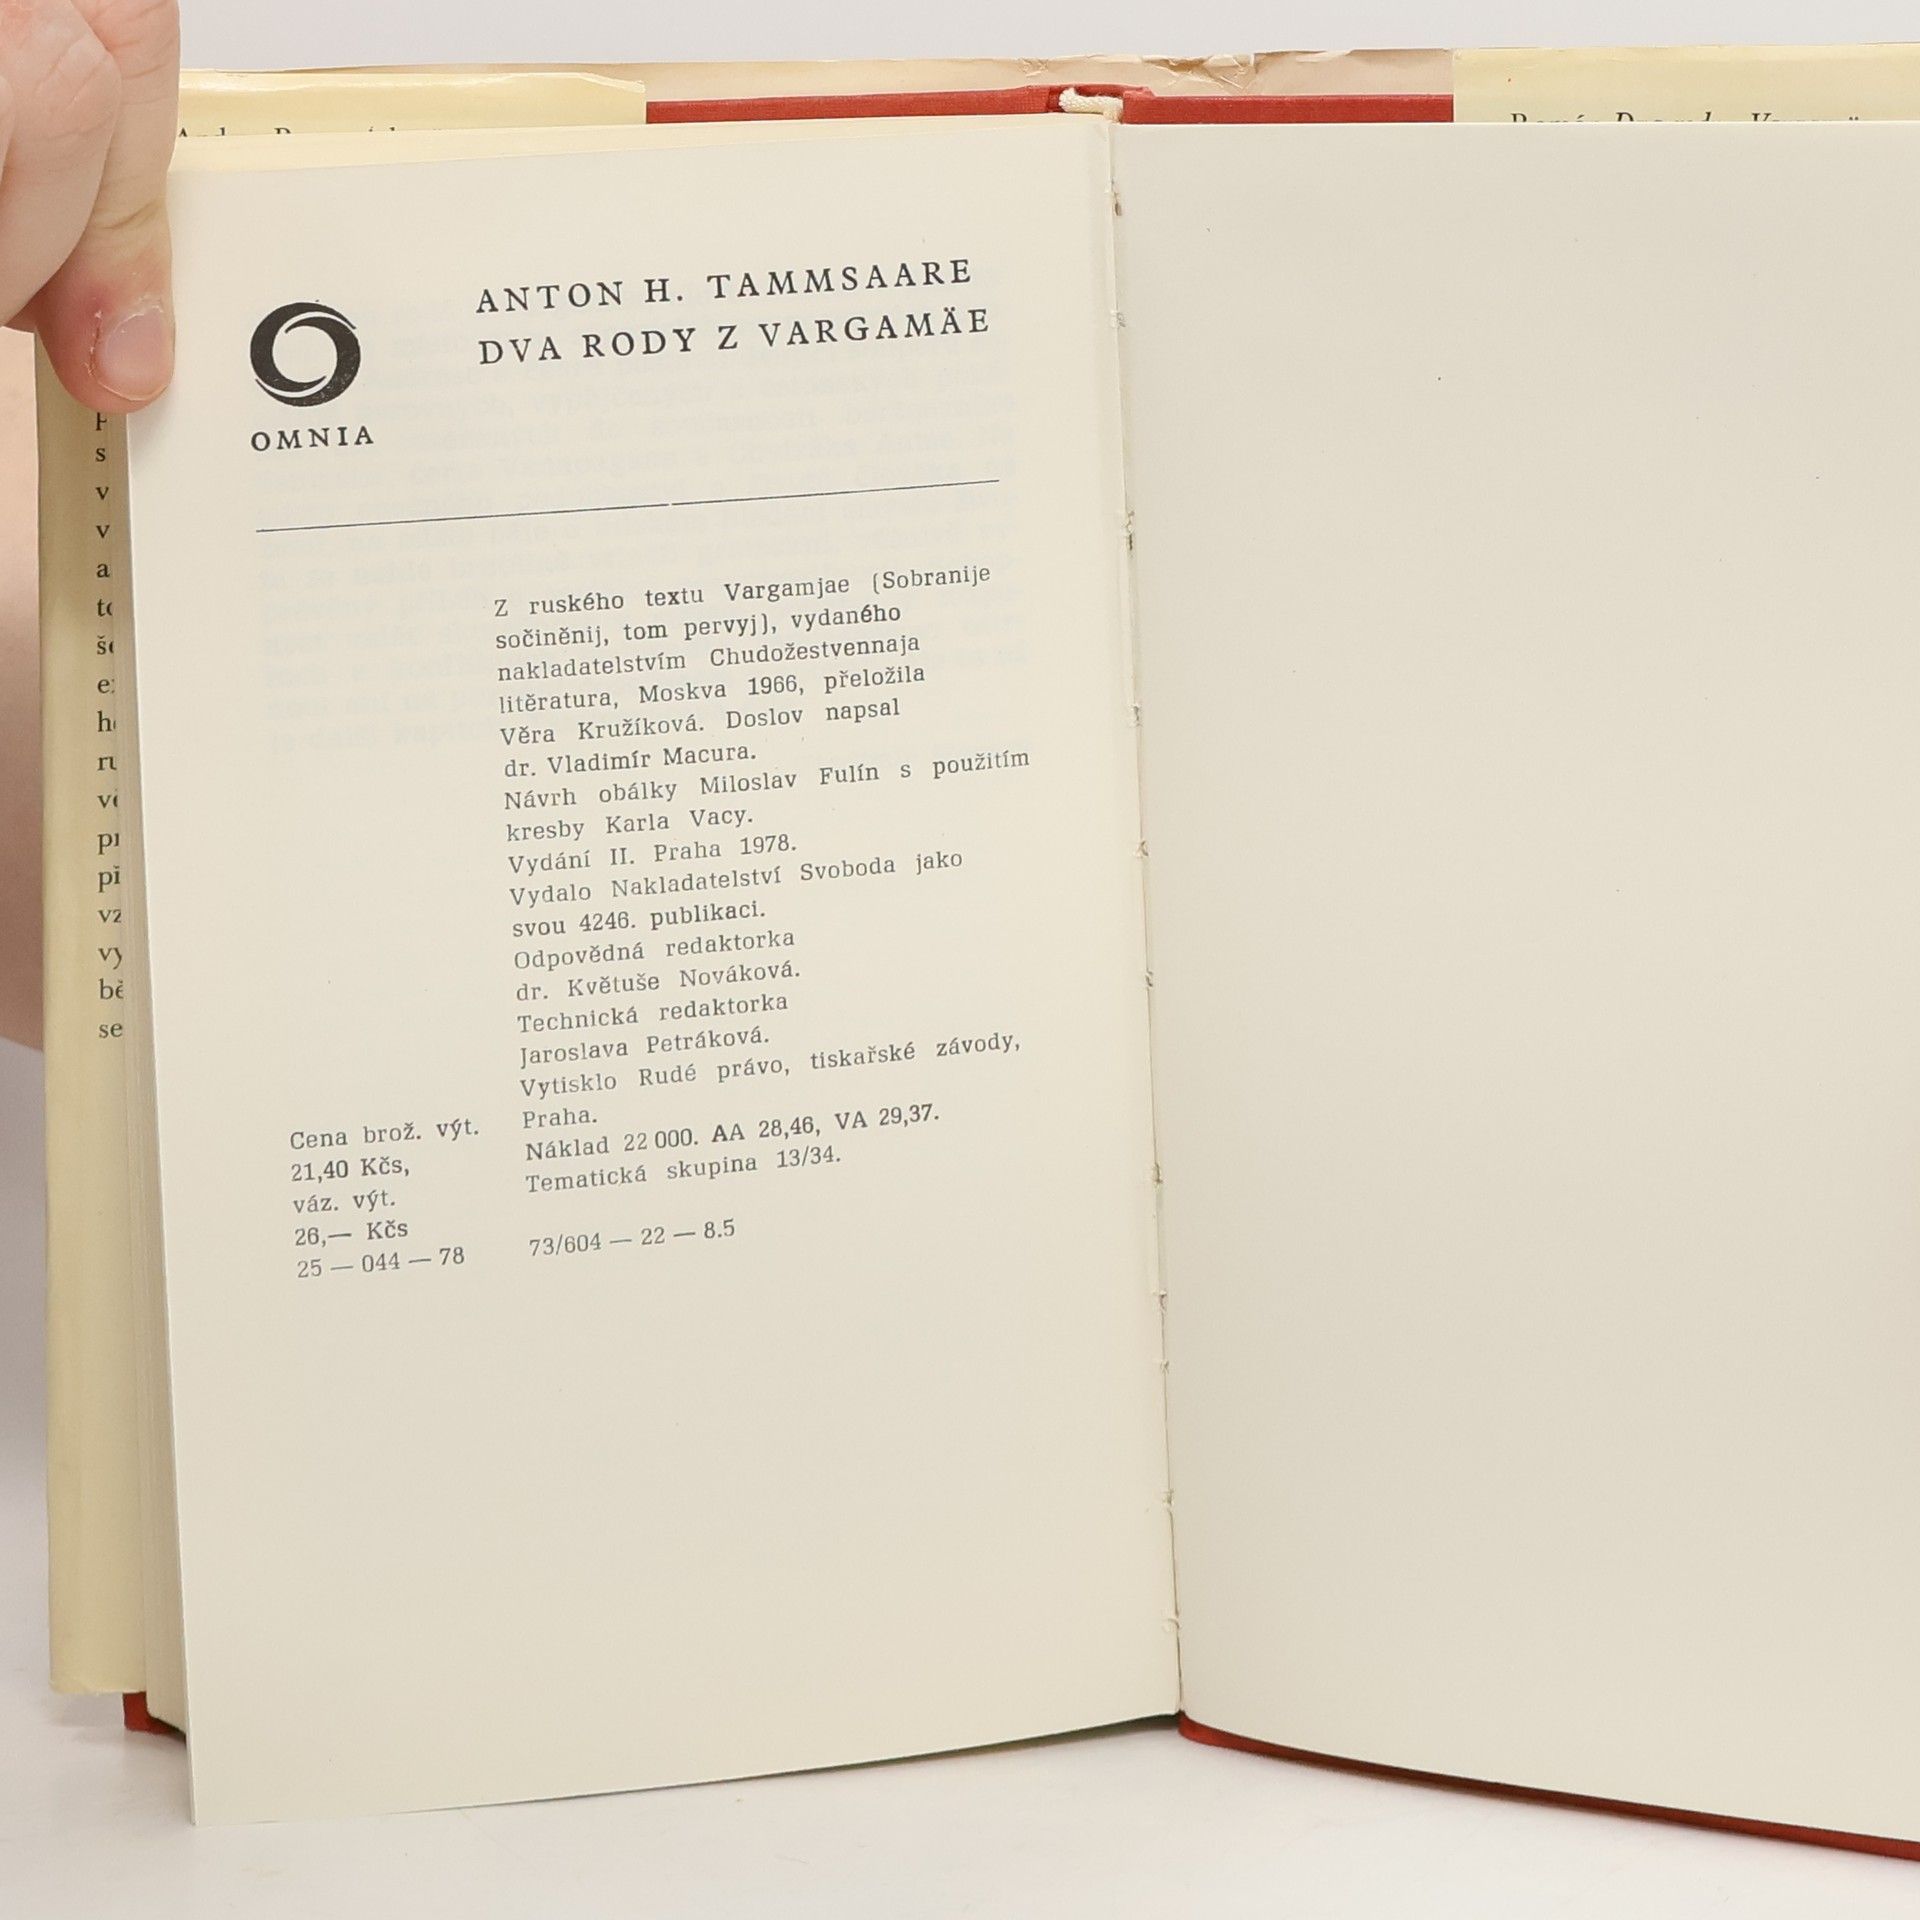 ANTON H. TAMMSAARE
DVA RODY Z VARGAMÄE
OMNIA
Z ruského textu Vargamjae (Sobranije
sočiněnij, tom pervyj), vydaného
nakladatelstvím Chudožestvennaja
litěratura, Moskva 1966, přeložila
Věra Kružíková. Doslov napsal
dr. Vladimír Macura.
Návrh obálky Miloslav Fulín s použitím
kresby Karla Vacy.
Vydání II. Praha 1978.
Vydalo Nakladatelství Svoboda jako
svou 4246. publikaci.
Odpovědná redaktorka
dr. Květuše Nováková.
Technická redaktorka
Jaroslava Petráková.
Vytisklo Rudé právo, tiskařské závody,
Praha.
Náklad 22 000. AA 28,46, VA 29,37.
Tematická skupina 13/34.
73/604 — 22 — 8.5
Cena brož. výt.
21,40 Kčs,
váz. výt.
26,— Kčs
25 — 044 — 78